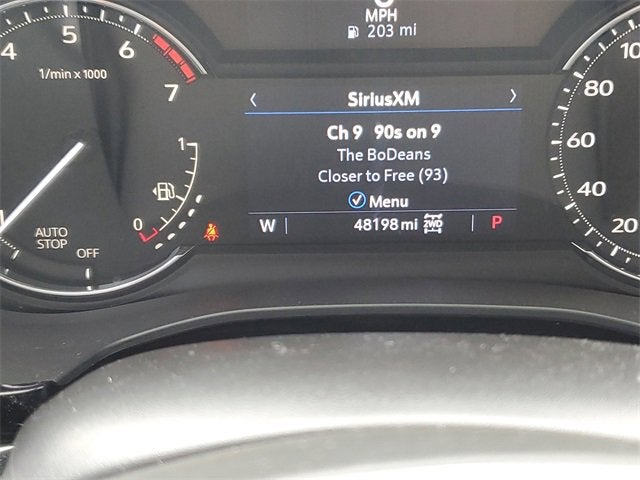 MPH
203 mi
4 5 6 7
1/min x 1000
1
0
AUTO
STOP
OFF
‹ SiriusXM ›
Ch 9 90s on 9
The BoDeans
Closer to Free (93)
Menu
W 48198 mi 2WD P
80
60
40
20